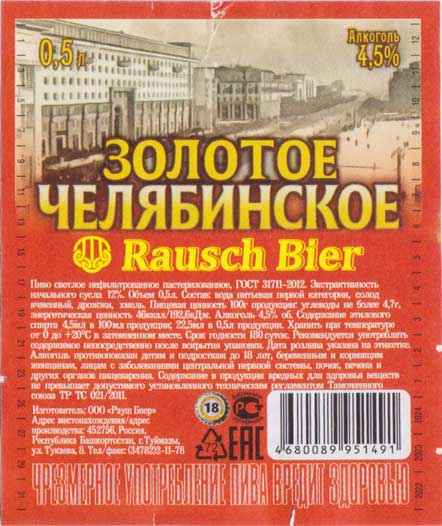 0,5 л
Алкоголь
4,5%
ЗОЛОТОЕ
ЧЕЛЯБИНСКОЕ
Rausch Bier
Пиво светлое нефильтрованное пастеризованное, ГОСТ 31711-2012. Экстрактивность
начального сусла 12%. Объем 0,5л. Состав: вода питьевая первой категории, солод
ячменный, дрожжи, хмель. Пищевая ценность 100г продукции: углеводы не более 4,7г,
энергетическая ценность 46ккал/192,6кДж. Алкоголь 4,5% об. Содержание этилового
спирта 4,5мл в 100мл продукции; 22,5мл в 0,5л продукции. Хранить при температуре
от 0 до +20°С в затемненном месте. Срок годности 180 суток. Рекомендуется употреблять
содержимое непосредственно после вскрытия упаковки. Дата розлива указана на этикетке.
Алкоголь противопоказан детям и подросткам до 18 лет, беременным и кормящим
женщинам, лицам с заболеваниями центральной нервной системы, почек, печени и
других органов пищеварения. Содержание в продукции вредных для здоровья веществ
не превышает допустимого установленного техническим регламентом Таможенного
союза ТР ТС 021/2011.
Изготовитель: ООО «Рауш Биер»
Адрес местонахождения/адрес
производства: 452756, Россия,
Республика Башкортостан, г.Туймазы,
ул. Тукаева, 8. Тел/факс: (34782)2-11-78
18
72
EAC
4 680089 951491
ЧРЕЗМЕРНОЕ УПОТРЕБЛЕНИЕ ПИВА ВРЕДИТ ЗДОРОВЬЮ